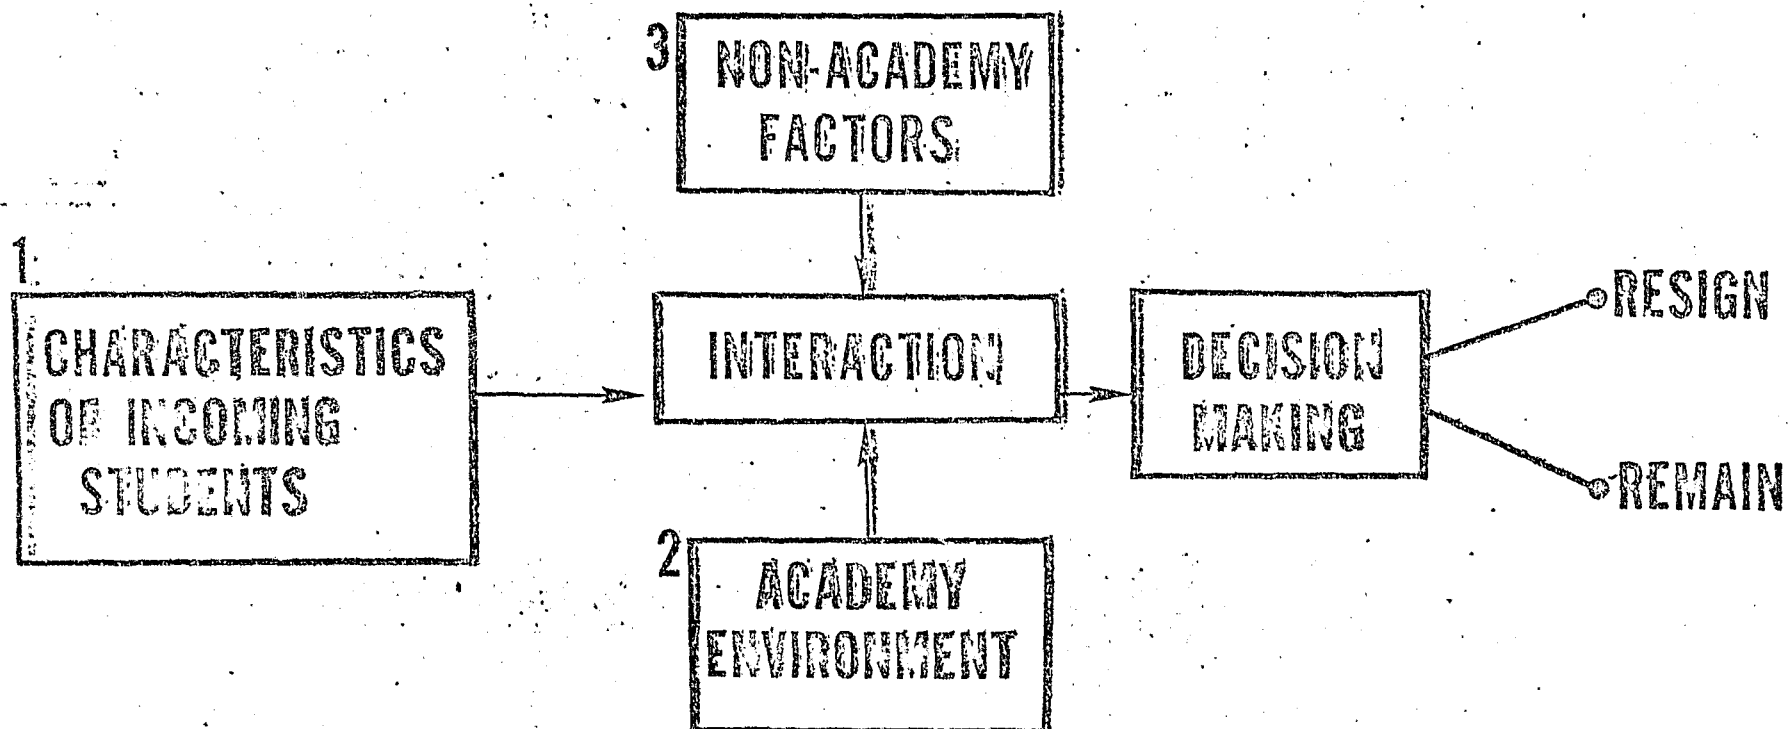 3
NON-ACADEMY
FACTORS
1
CHARACTERISTICS
OF INCOMING
STUDENTS
INTERACTION
DECISION
MAKING
RESIGN
REMAIN
2
ACADEMY
ENVIRONMENT